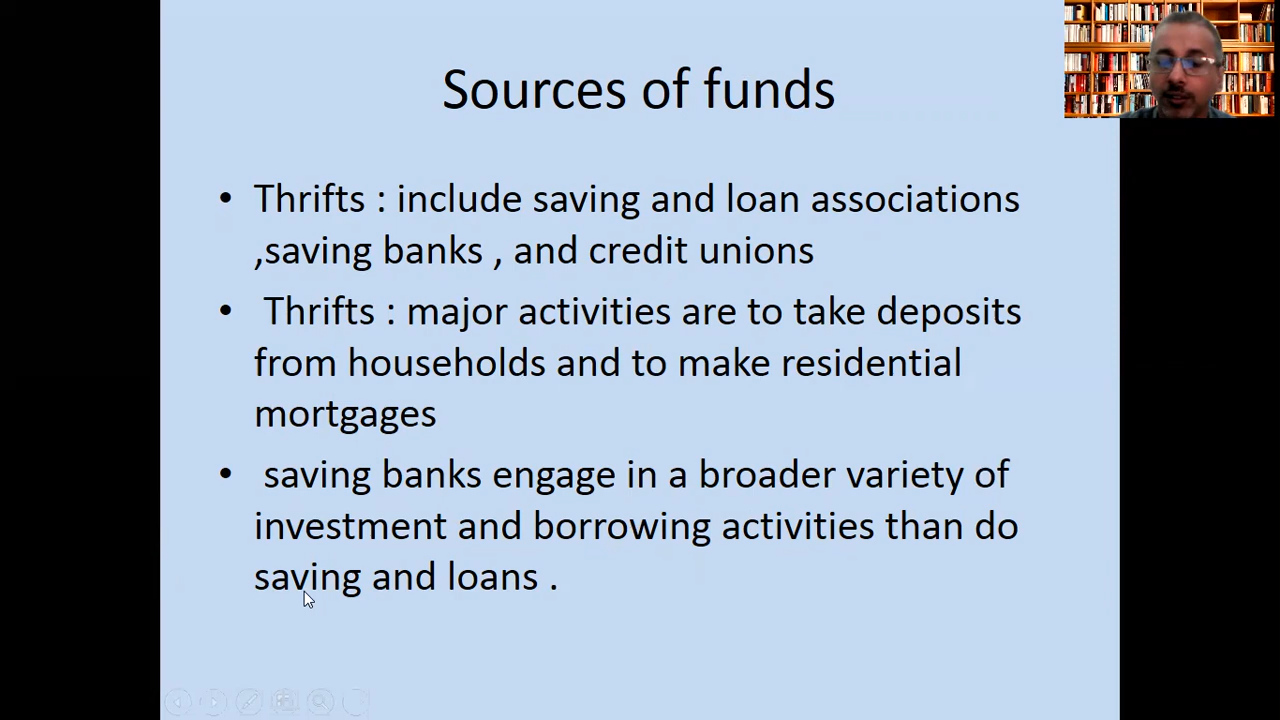 Sources of funds
• Thrifts : include saving and loan associations
,saving banks , and credit unions
• Thrifts : major activities are to take deposits
from households and to make residential
mortgages
• saving banks engage in a broader variety of
investment and borrowing activities than do
saving and loans .